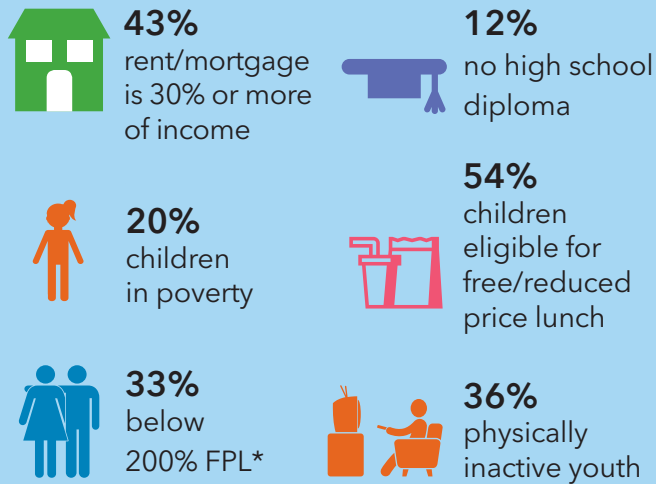 43%
rent/mortgage
is 30% or more
of income
12%
no high school
diploma
20%
children
in poverty
54%
children
eligible for
free/reduced
price lunch
33%
below
200% FPL*
36%
physically
inactive youth